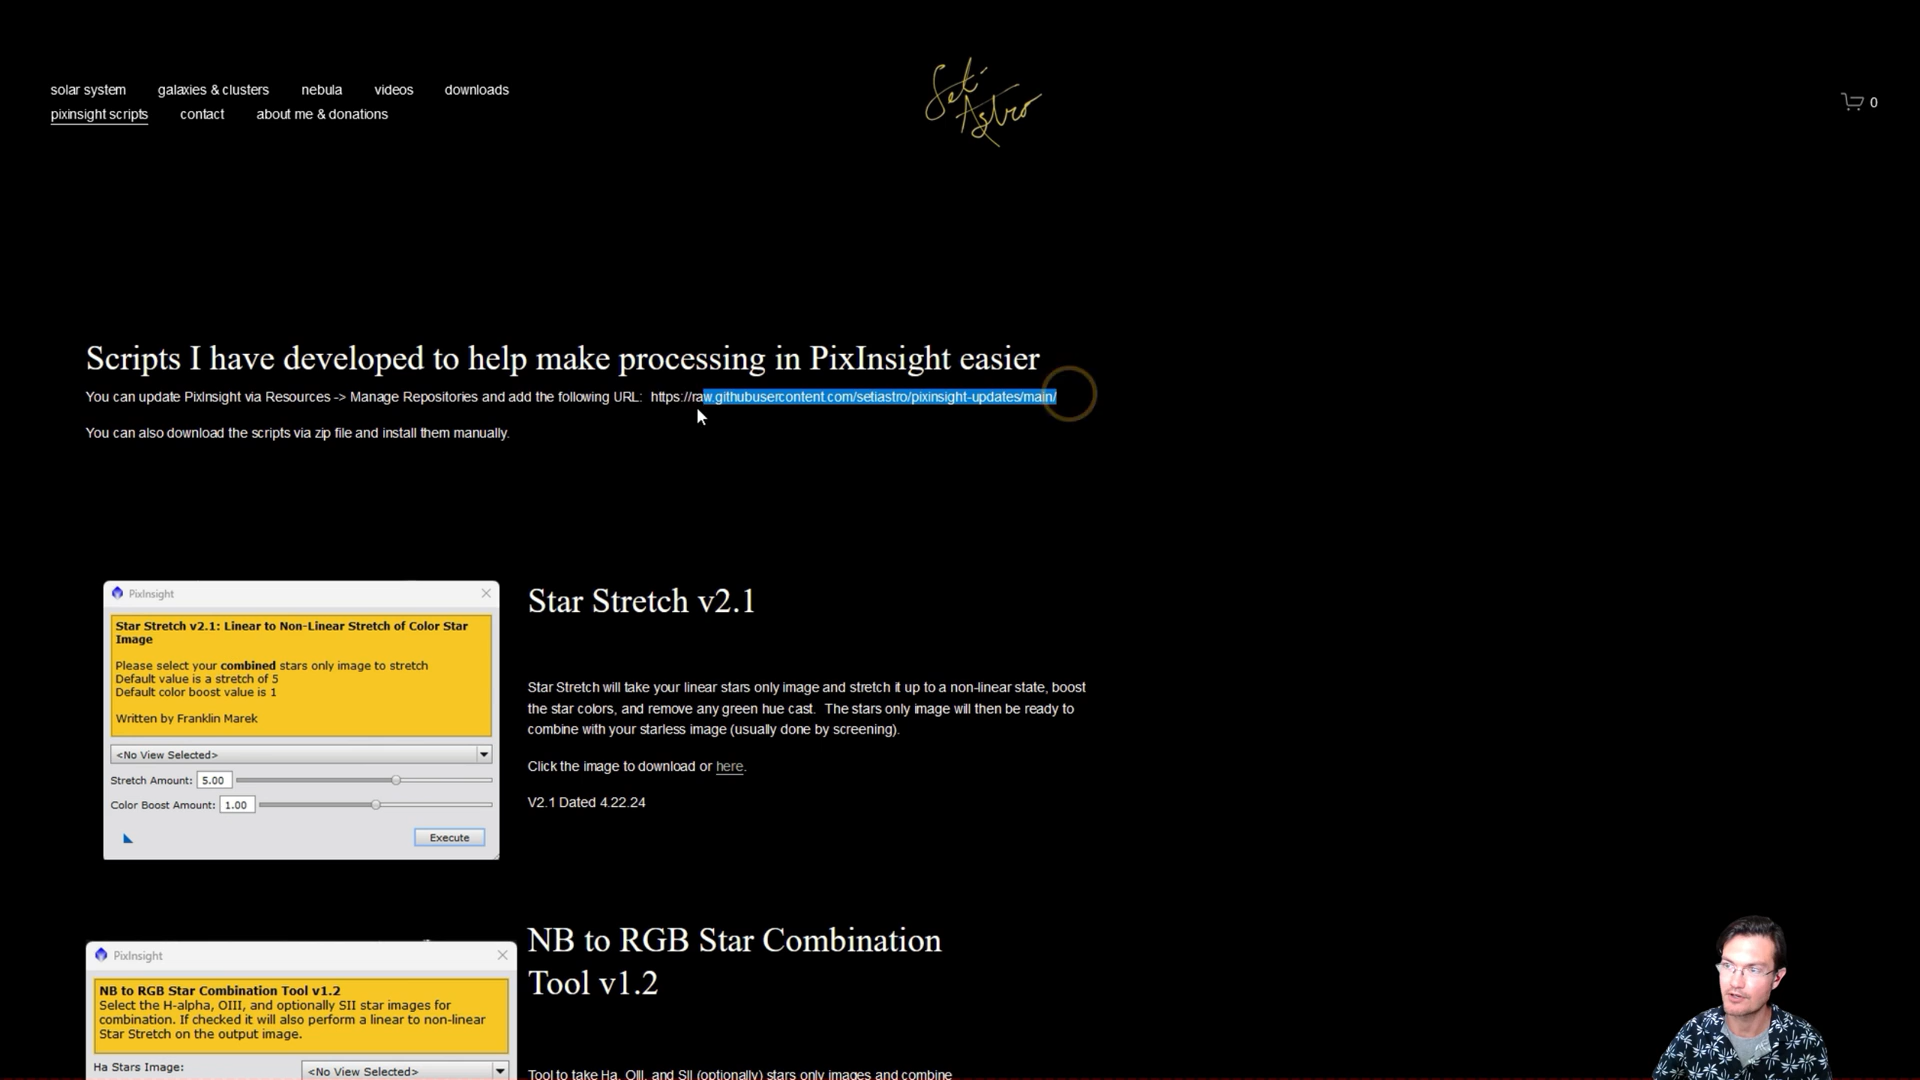 solar system galaxies & clusters nebula videos downloads
pixinsight scripts contact about me & donations
Seti Astro
0
Scripts I have developed to help make processing in PixInsight easier
You can update PixInsight via Resources -> Manage Repositories and add the following URL: https://raw.githubusercontent.com/setiastro/pixinsight-updates/main/
You can also download the scripts via zip file and install them manually.
PixInsight
Star Stretch v2.1: Linear to Non-Linear Stretch of Color Star
Image
Please select your combined stars only image to stretch
Default value is a stretch of 5
Default color boost value is 1
Written by Franklin Marek
<No View Selected>
Stretch Amount: 5.00
Color Boost Amount: 1.00
Execute
Star Stretch v2.1
Star Stretch will take your linear stars only image and stretch it up to a non-linear state, boost
the star colors, and remove any green hue cast. The stars only image will then be ready to
combine with your starless image (usually done by screening).
Click the image to download or here.
V2.1 Dated 4.22.24
PixInsight
NB to RGB Star Combination Tool v1.2
Select the H-alpha, OIII, and optionally SII star images for
combination. If checked it will also perform a linear to non-linear
Star Stretch on the output image.
Ha Stars Image: <No View Selected>
NB to RGB Star Combination
Tool v1.2
Tool to take Ha, OIII, and SII (optionally) stars only images and combine